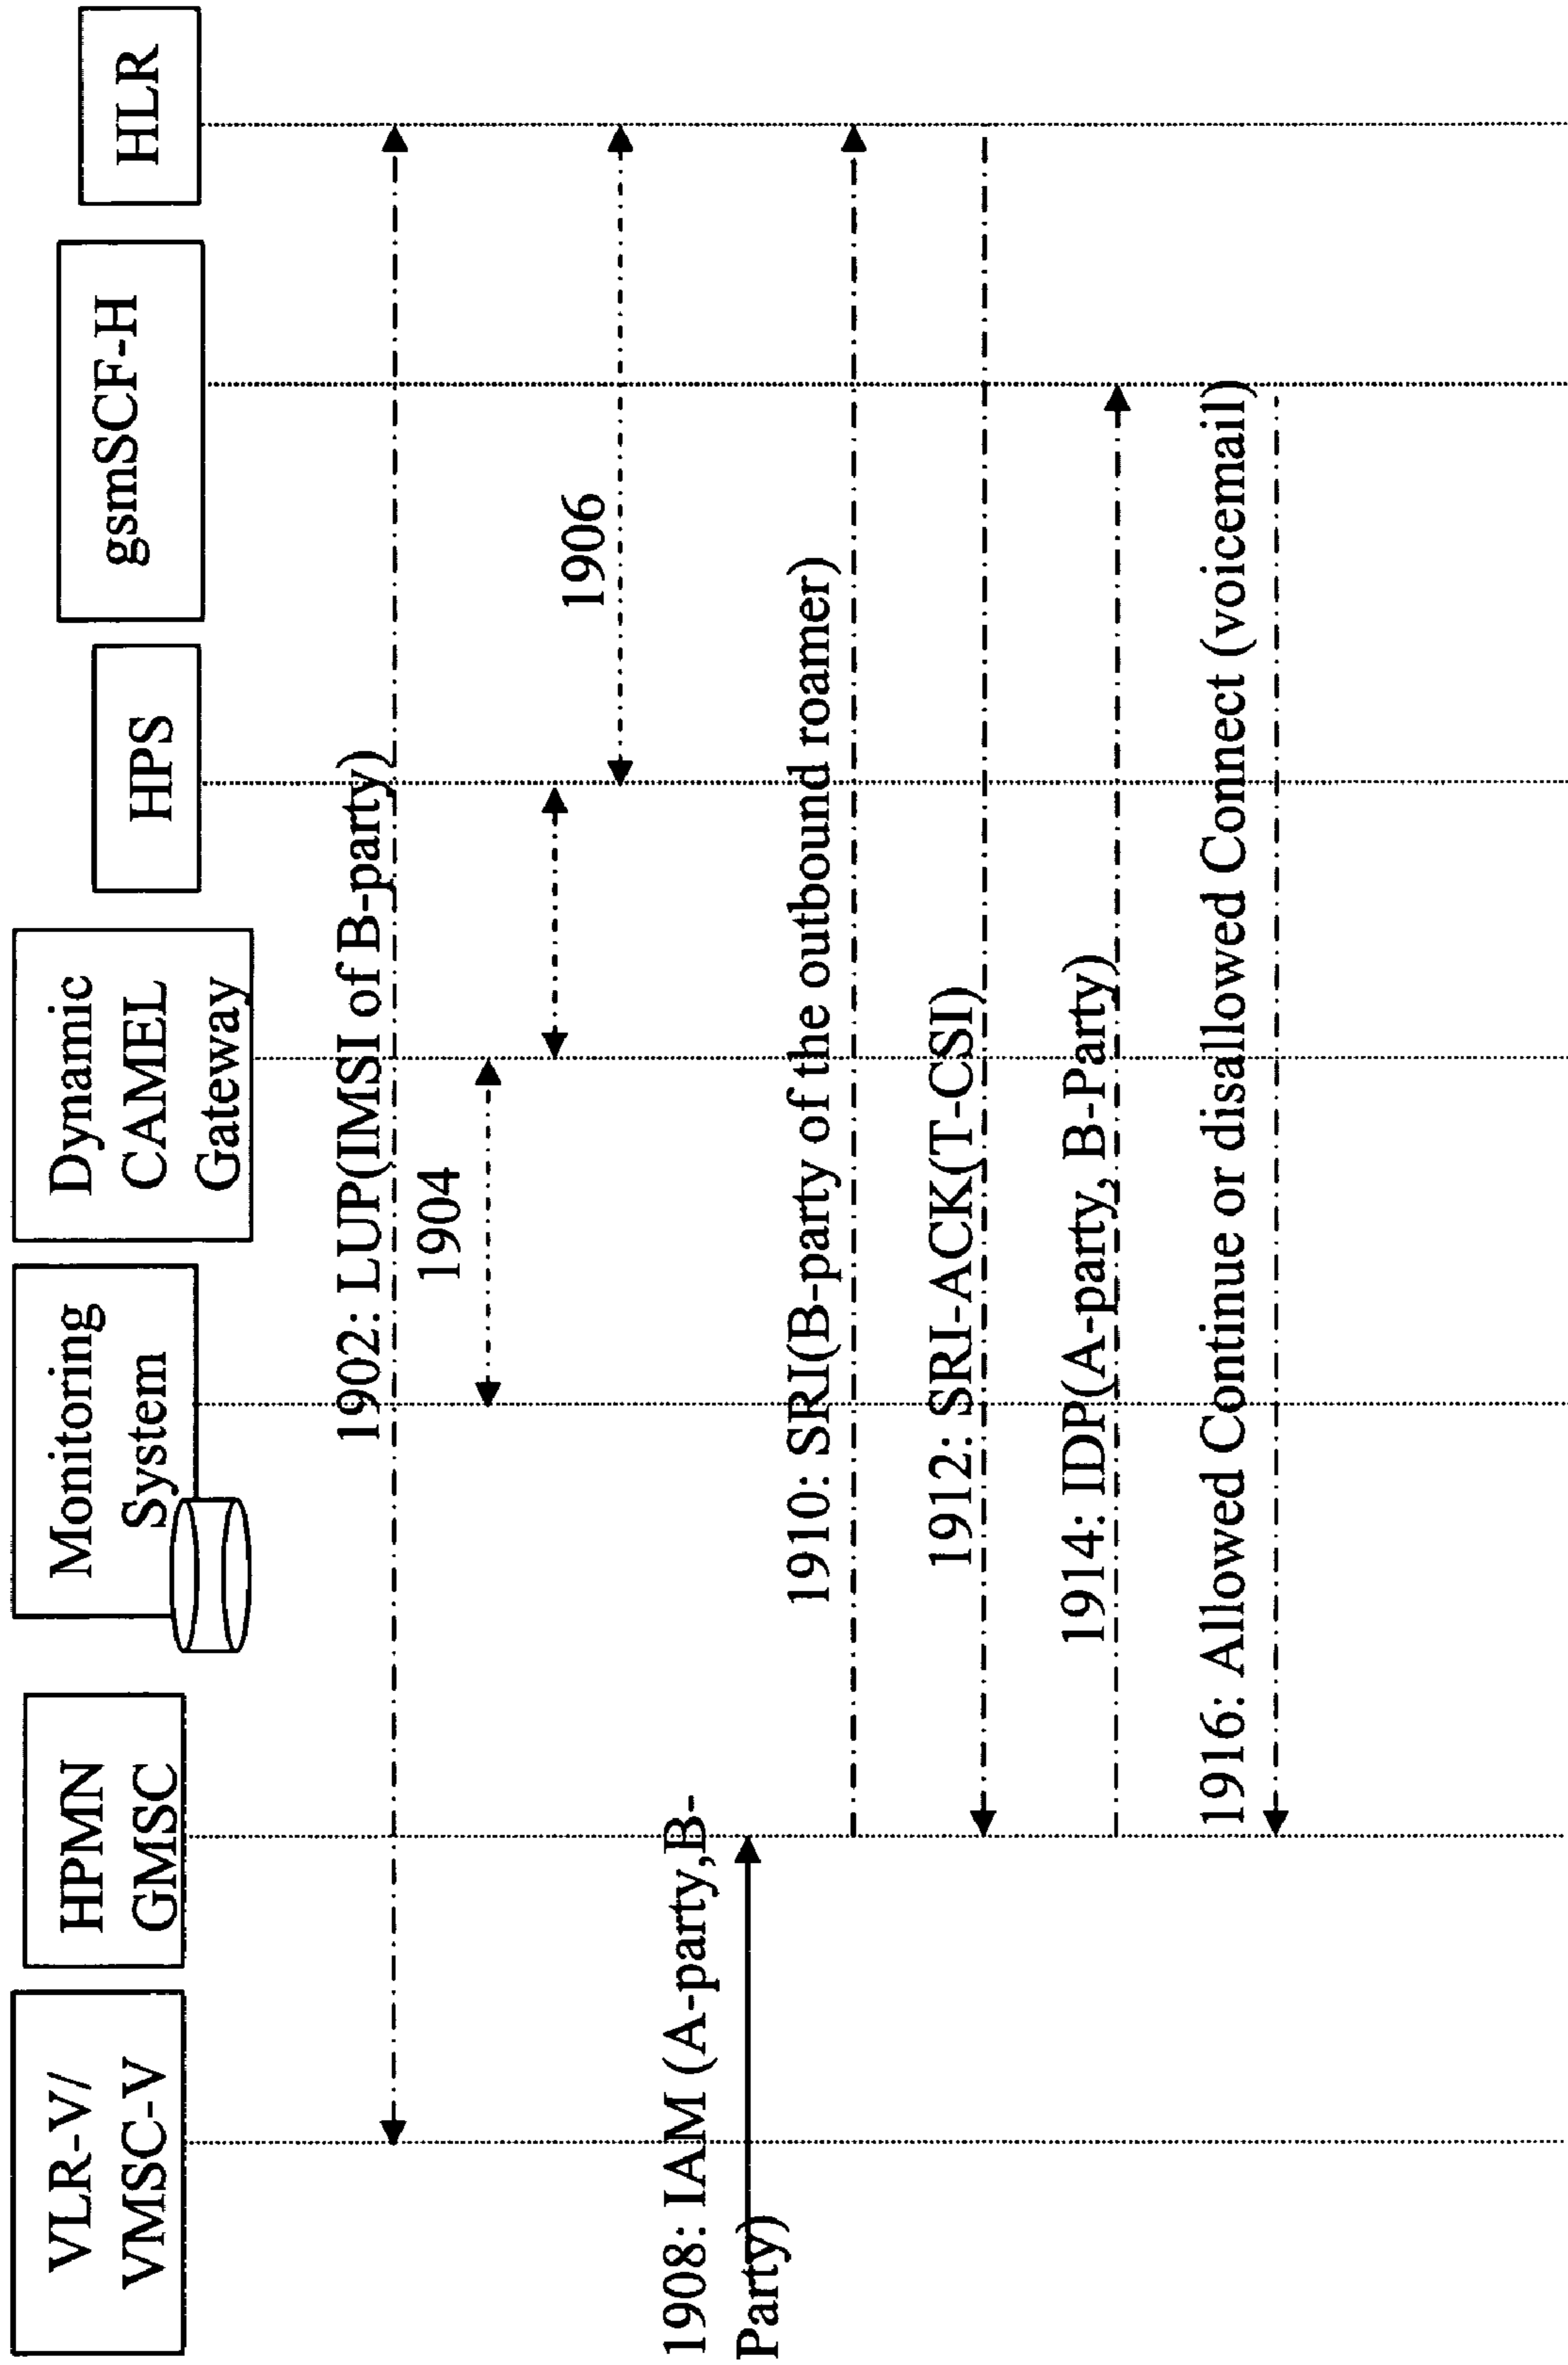 VLR-V/
VMSC-V
HPMN
GMSC
Monitoring
System
Dynamic
CAMEL
Gateway
HPS
gsmSCF-H
HLR
1902: LUP(IMSI of B-party)
1904
1906
1908: IAM (A-party,B-
Party)
1910: SRI(B-party of the outbound roamer)
1912: SRI-ACK(T-CSI)
1914: IDP(A-party, B-Party)
1916: Allowed Continue or disallowed Connect (voicemail)